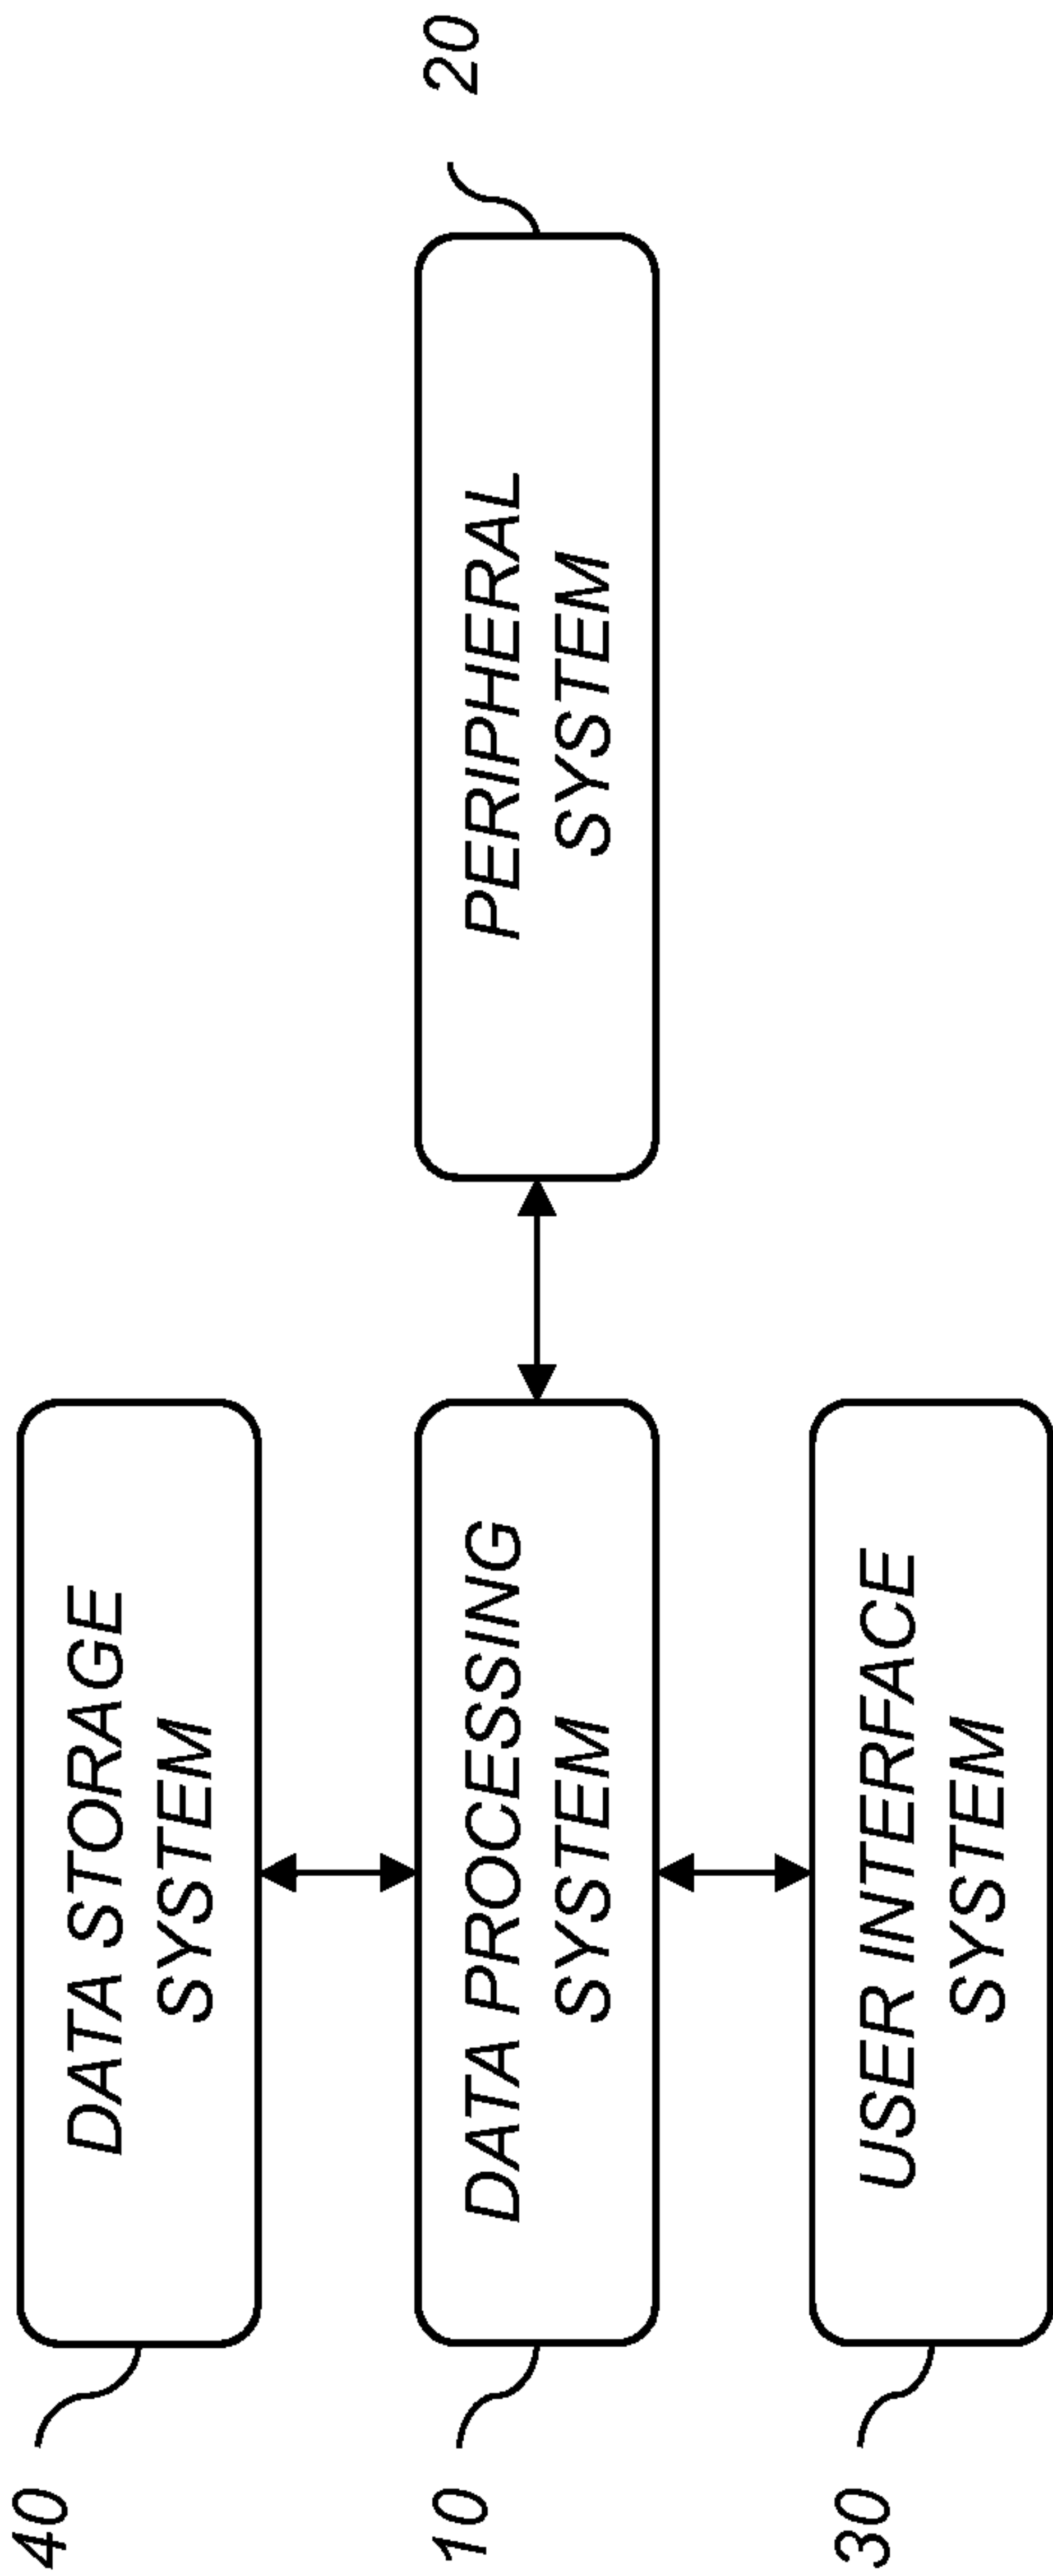 40
DATA STORAGE
SYSTEM
10
DATA PROCESSING
SYSTEM
PERIPHERAL
SYSTEM
20
30
USER INTERFACE
SYSTEM